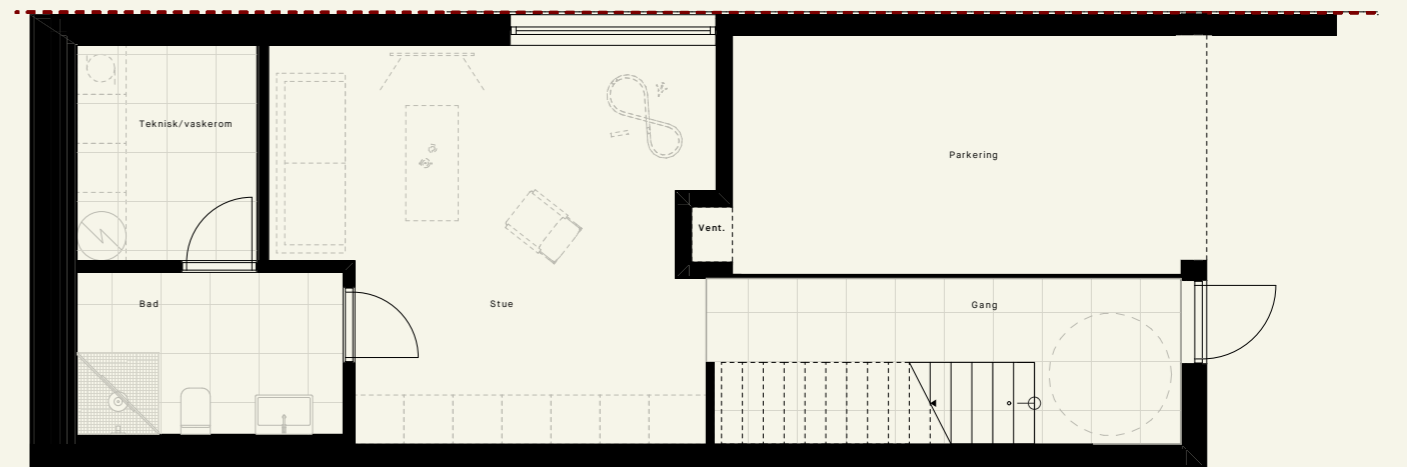 Teknisk/vaskerom
Parkering
Vent.
Bad
Stue
Gang